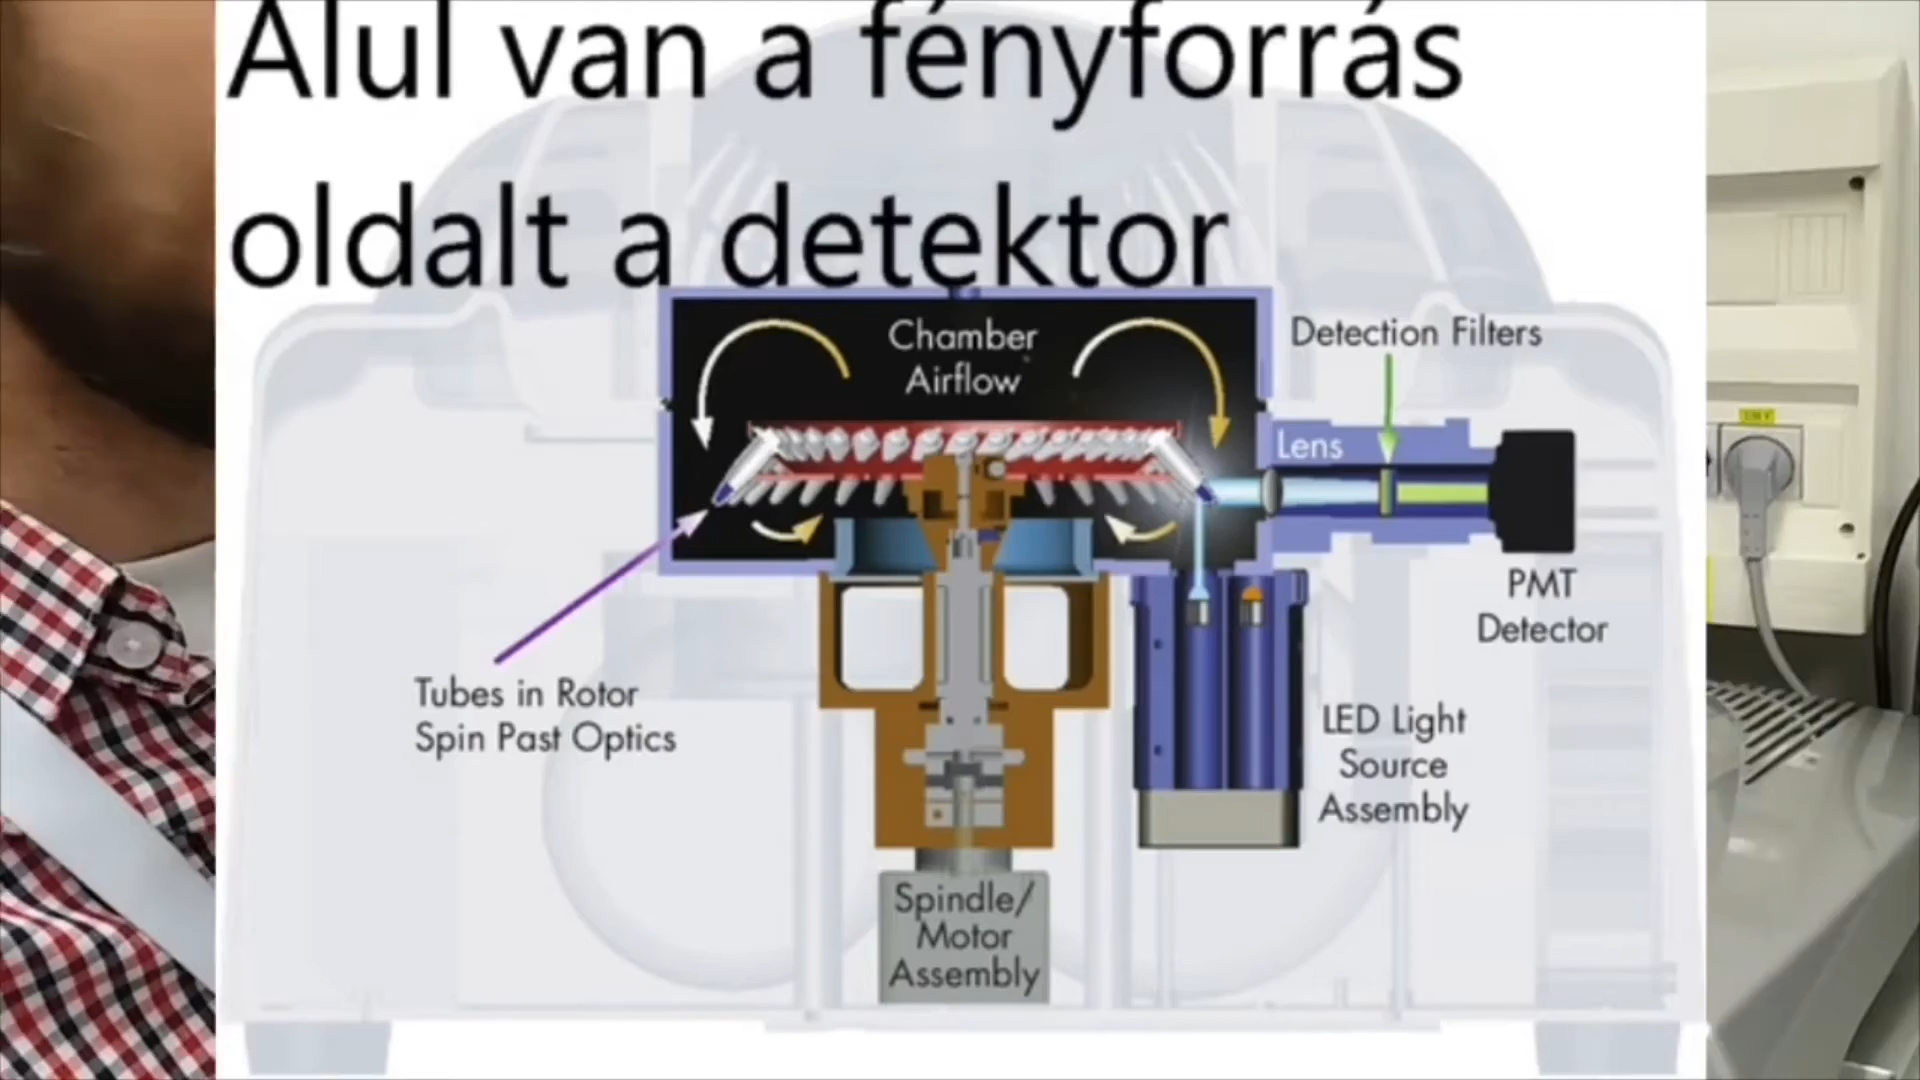 Alul van a fényforrás
oldalt a detektor
Chamber
Airflow
Detection Filters
Lens
PMT
Detector
Tubes in Rotor
Spin Past Optics
LED Light
Source
Assembly
Spindle/
Motor
Assembly